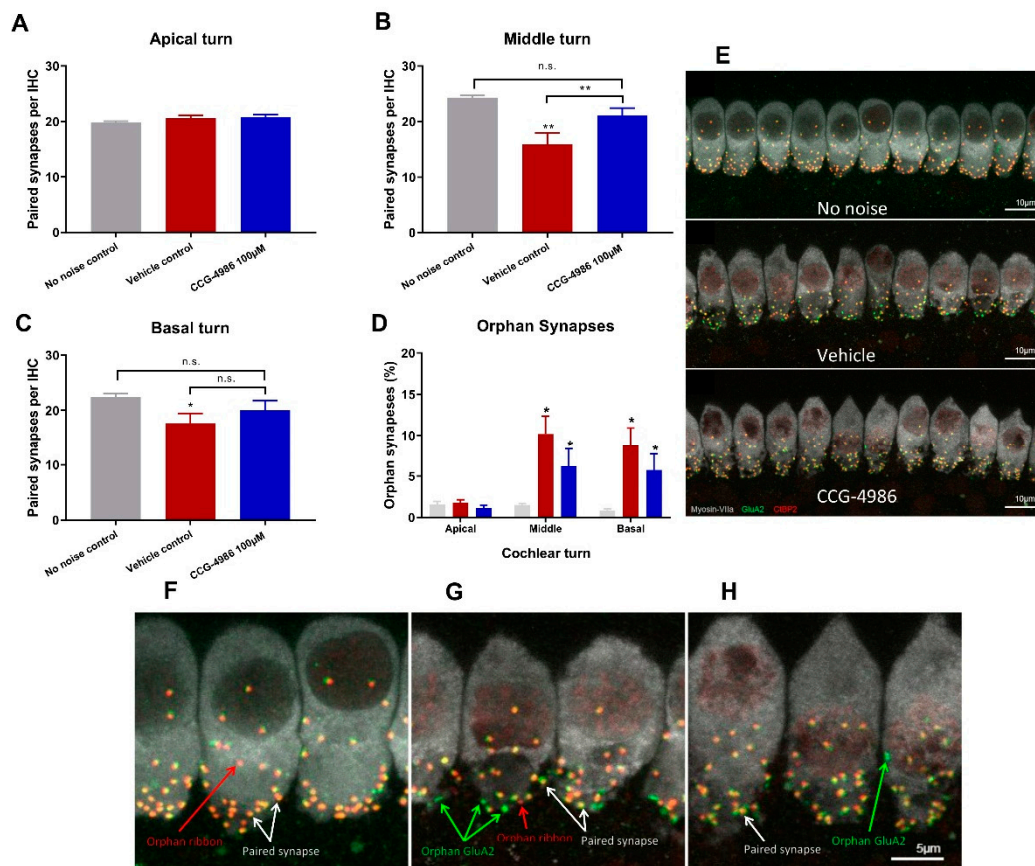 A
Apical turn
Paired synapses per IHC
30
20
10
0
No noise control
Vehicle control
CCG-4986 100µM
B
Middle turn
Paired synapses per IHC
30
20
10
0
n.s.
**
**
No noise control
Vehicle control
CCG-4986 100µM
C
Basal turn
Paired synapses per IHC
30
20
10
0
n.s.
n.s.
*
No noise control
Vehicle control
CCG-4986 100µM
D
Orphan Synapses
Orphan synapeses (%)
20
15
10
5
0
*
*
*
*
Apical
Middle
Basal
Cochlear turn
E
No noise
10µm
Vehicle
10µm
CCG-4986
Myosin-VIIa GluA2 CtBP2
10µm
F
Orphan ribbon
Paired synapse
G
Orphan GluA2
Orphan ribbon
Paired synapse
H
Paired synapse
Orphan GluA2
5µm